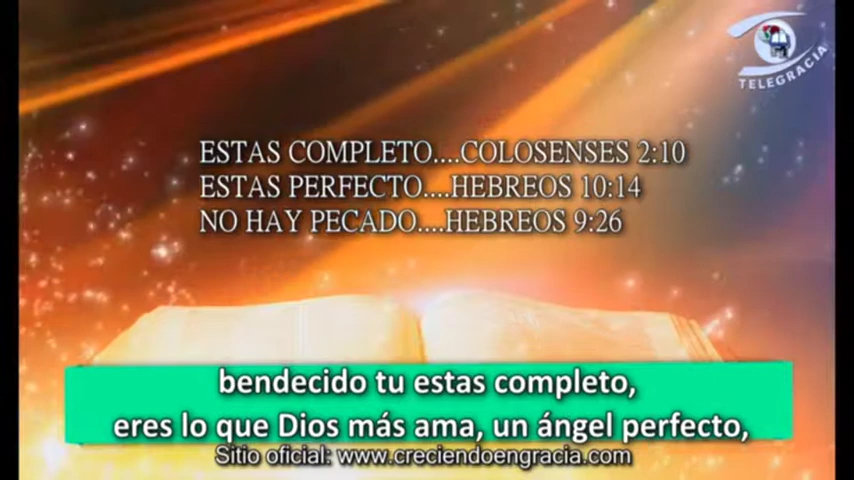 TELEGRACIA
ESTAS COMPLETO....COLOSENSES 2:10
ESTAS PERFECTO....HEBREOS 10:14
NO HAY PECADO....HEBREOS 9:26
bendecido tu estas completo,
eres lo que Dios más ama, un ángel perfecto,
Sitio oficial: www.creciendoengracia.com